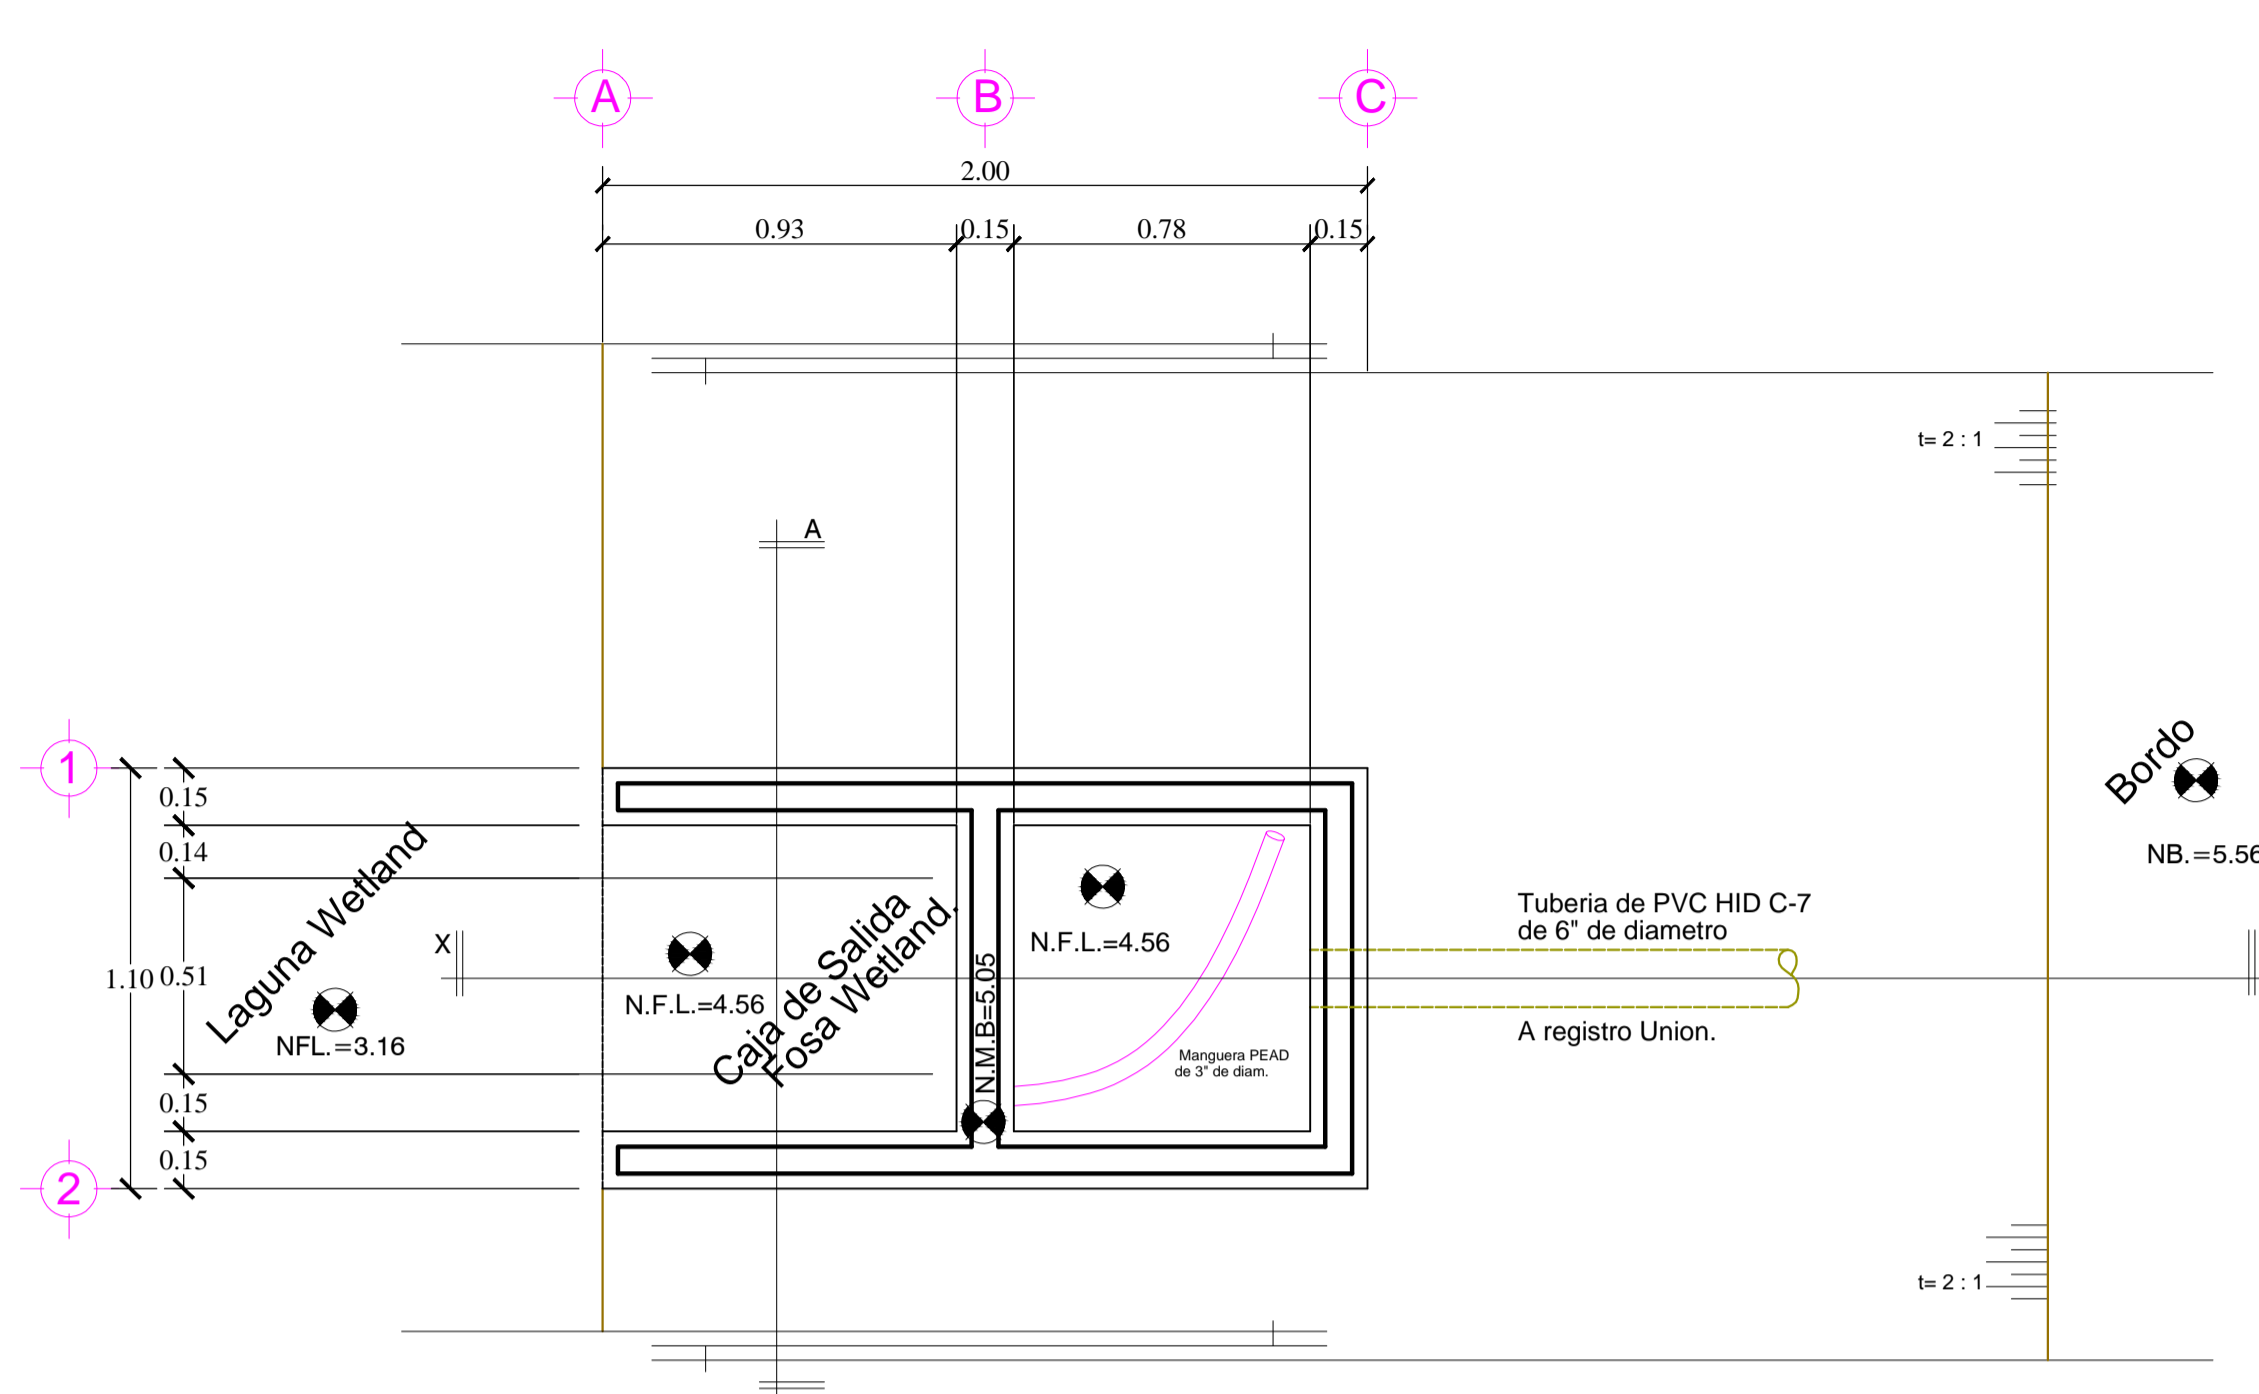 A
B
C
2.00
0.93
0.15
0.78
0.15
t= 2 : 1
A
1
0.15
0.14
1.10
0.51
0.15
0.15
2
Laguna Wetland
NFL.=3.16
X
N.F.L.=4.56
Caja de Salida
Fosa Wetland.
N.M.B=5.05
N.F.L.=4.56
Manguera PEAD
de 3" de diam.
Tuberia de PVC HID C-7
de 6" de diametro
A registro Union.
Bordo
NB.=5.56
t= 2 : 1